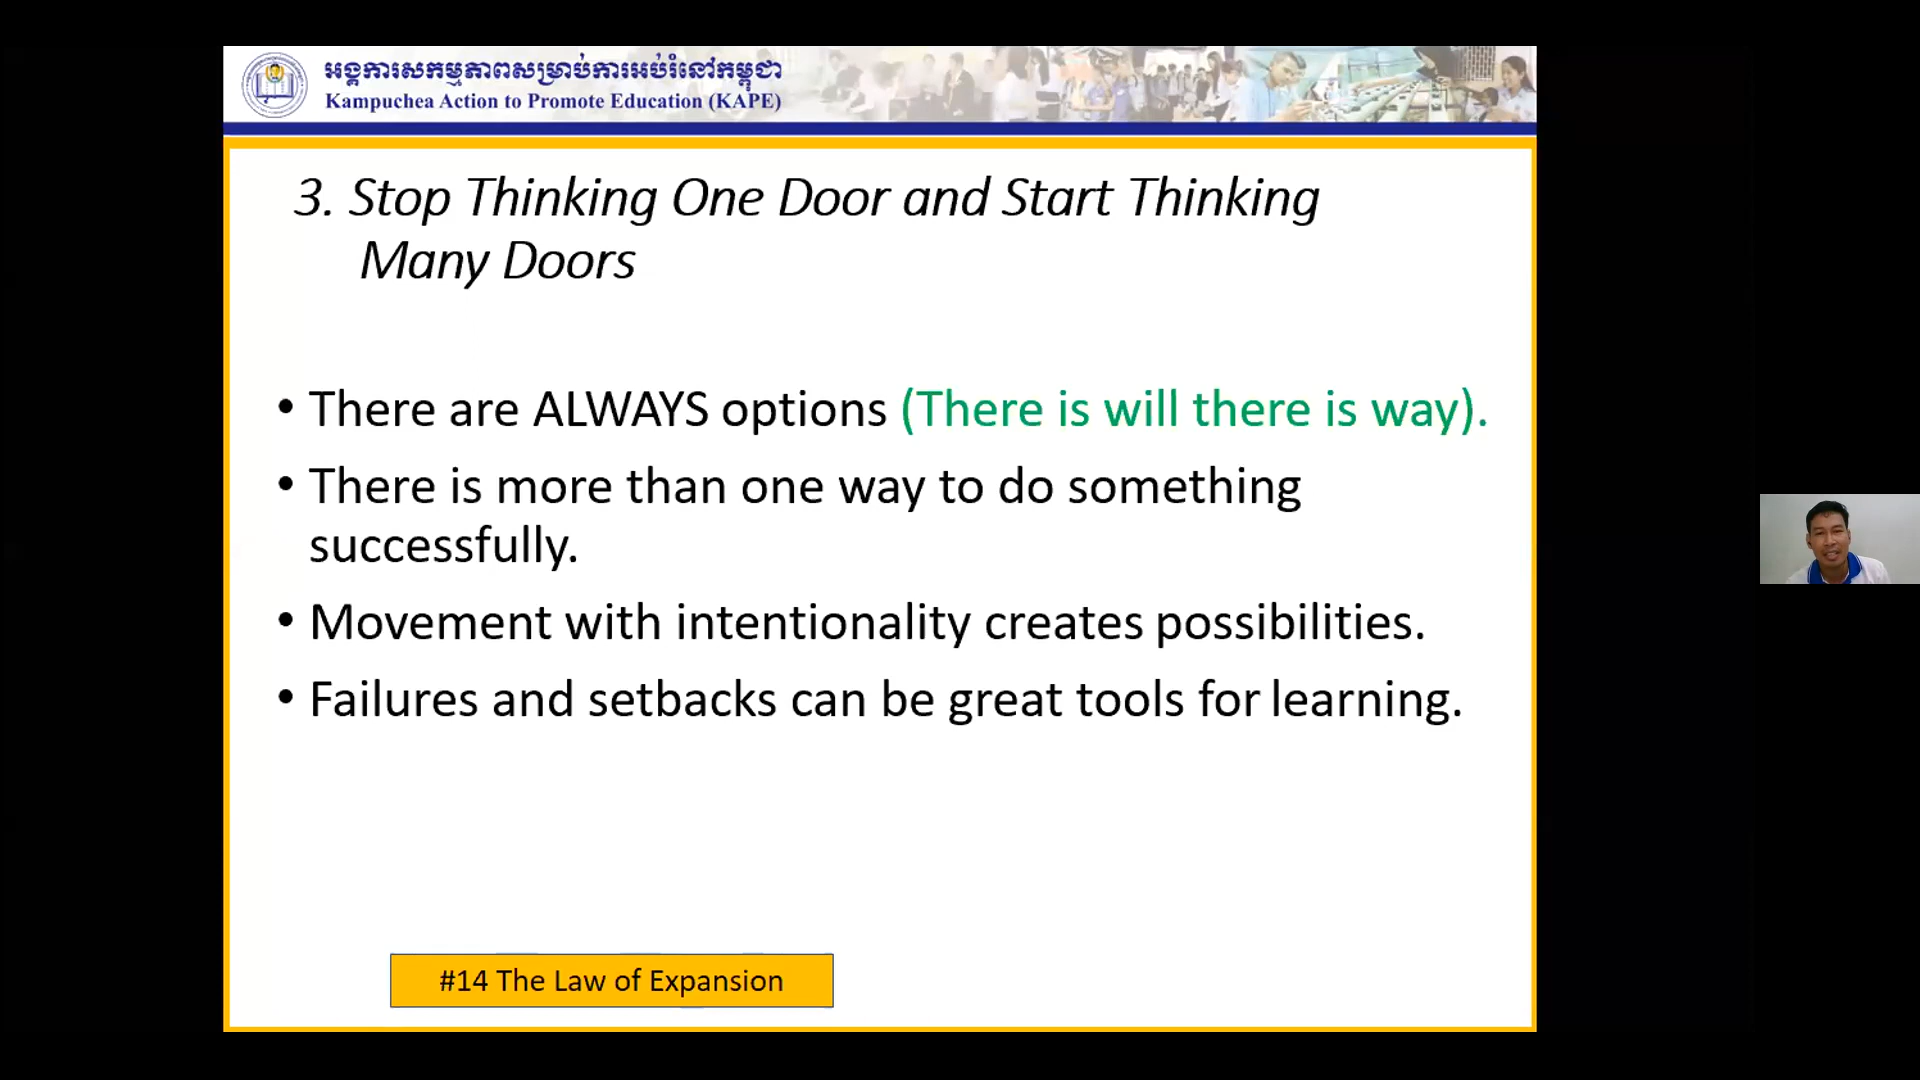 អង្គការសកម្មភាពសម្រាប់ការអប់រំនៅកម្ពុជា
Kampuchea Action to Promote Education (KAPE)
3. Stop Thinking One Door and Start Thinking
Many Doors
• There are ALWAYS options (There is will there is way).
• There is more than one way to do something
successfully.
• Movement with intentionality creates possibilities.
• Failures and setbacks can be great tools for learning.
#14 The Law of Expansion